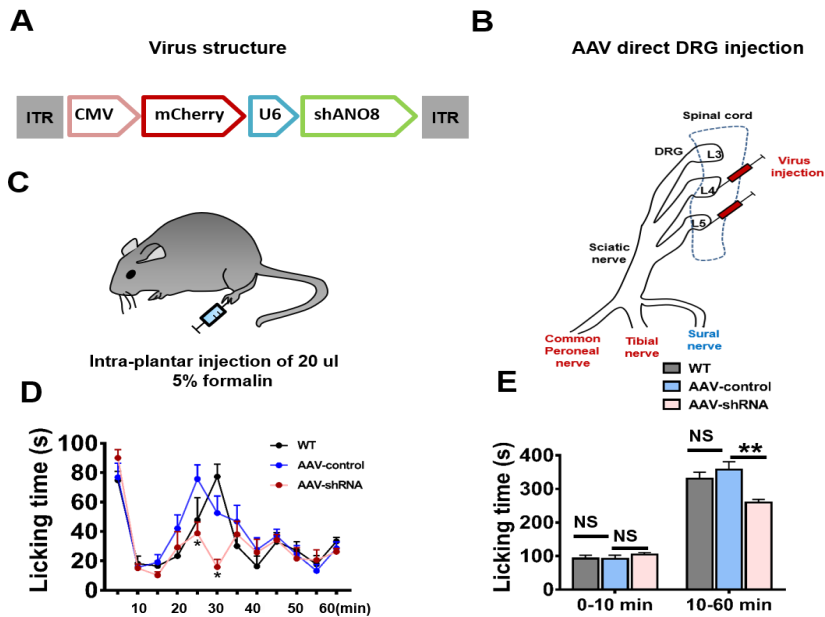 A
Virus structure
ITR CMV mCherry U6 shANO8 ITR
B
AAV direct DRG injection
Spinal cord
DRG
L3
L4
L5
Virus
injection
Sciatic
nerve
Common
Peroneal
nerve
Tibial
nerve
Sural
nerve
C
Intra-plantar injection of 20 ul
5% formalin
D
Licking time (s)
100
80
60
40
20
0
10 20 30 40 50 60(min)
WT
AAV-control
AAV-shRNA
*
*
E
WT
AAV-control
AAV-shRNA
Licking time (s)
400
300
200
100
0
NS NS
NS **
0-10 min 10-60 min